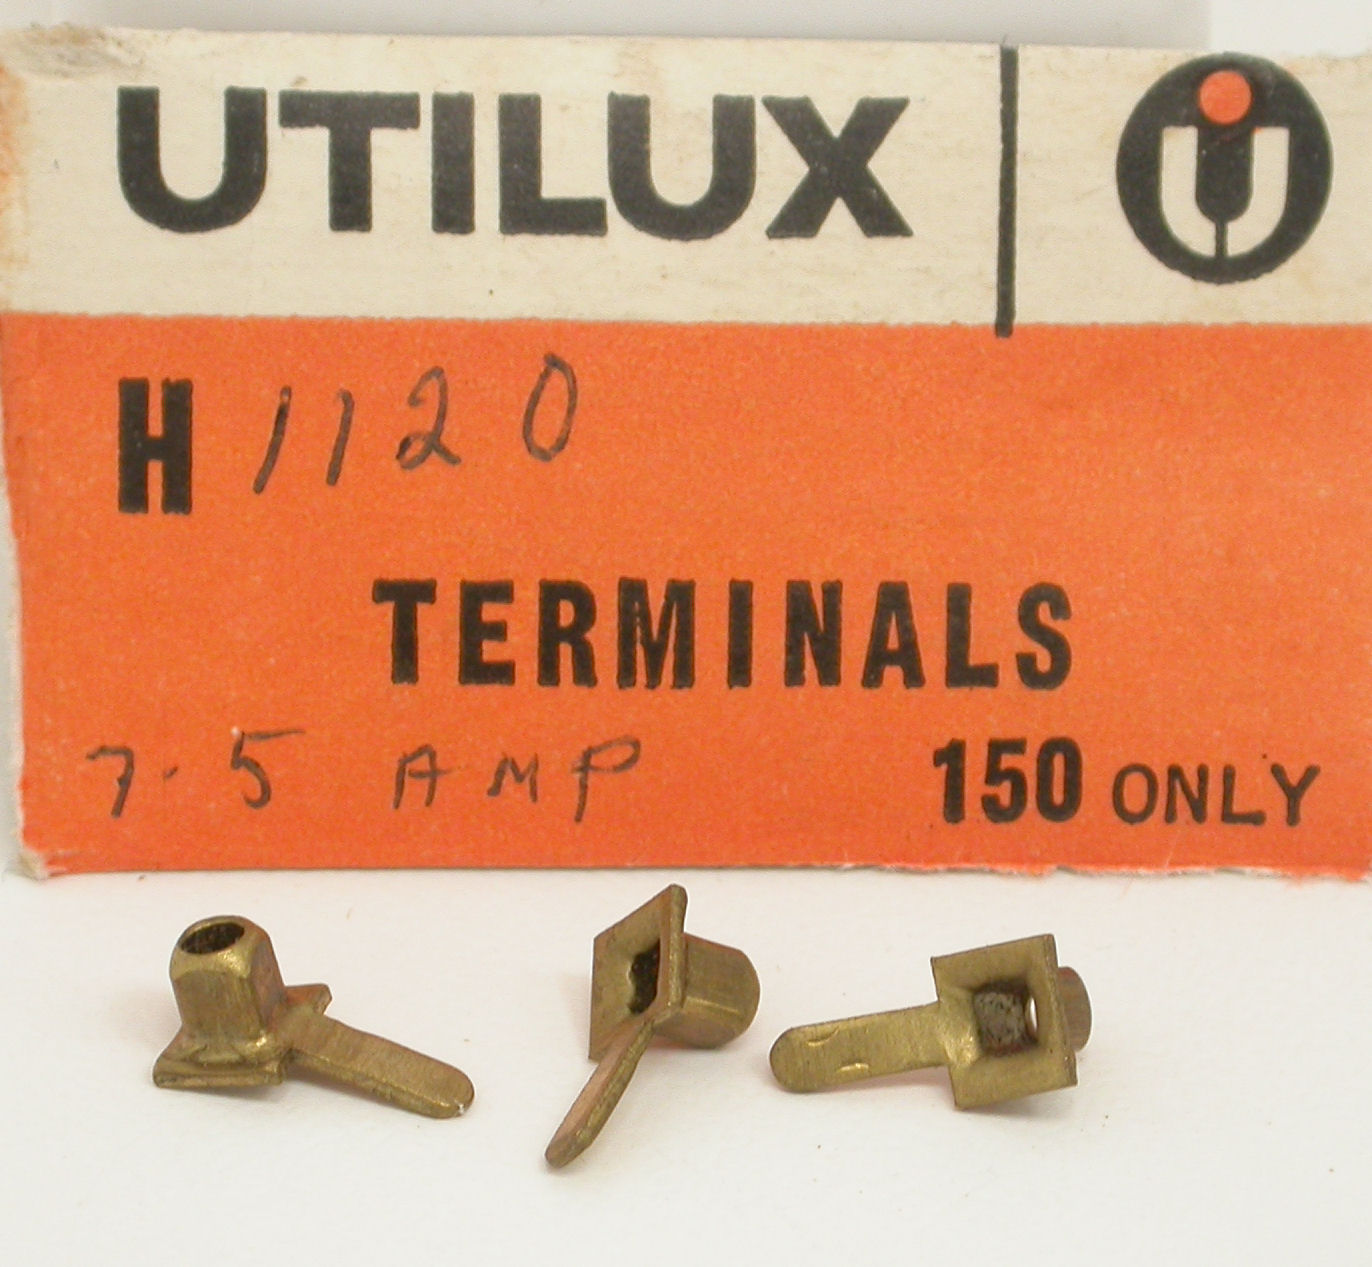 UTILUX
H 1120
TERMINALS
7.5 AMP 150 ONLY